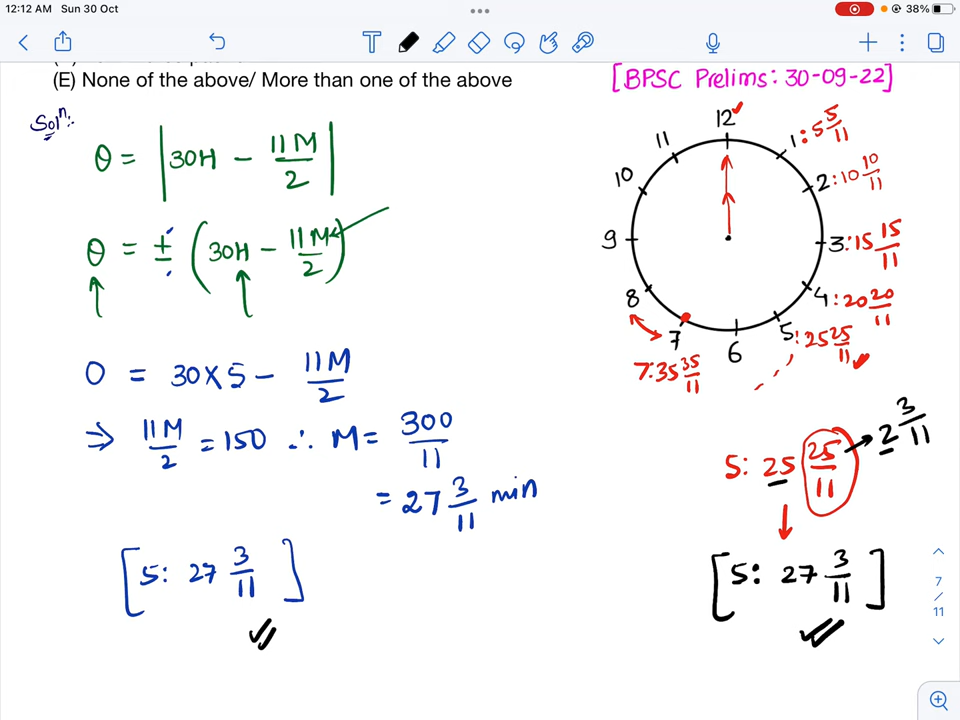 12:12 AM Sun 30 Oct
38%
(E) None of the above/ More than one of the above
[BPSC Prelims: 30-09-22]
Solⁿ:
θ = |30H − 11M/2|
θ = ± (30H − 11M/2)
0 = 30×5 − 11M/2
⇒ 11M/2 = 150 ∴ M = 300/11
= 27 3/11 min
[5: 27 3/11]
12
1 : 5 5/11
2 : 10 10/11
3 : 15 15/11
4 : 20 20/11
5 : 25 25/11
6
7 : 35 35/11
8
9
10
11
5: 25 25/11 → 2 3/11
[5: 27 3/11]
7
/
11